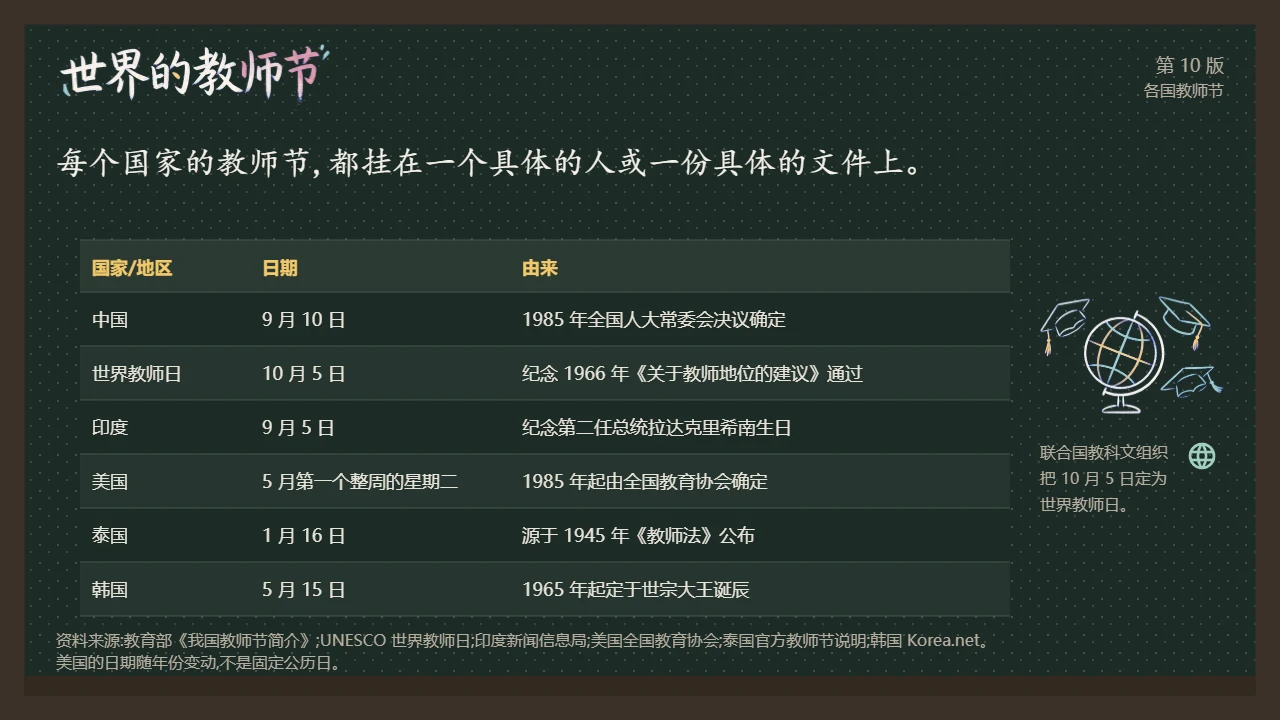 世界的教师节
第 10 版
各国教师节
每个国家的教师节,都挂在一个具体的人或一份具体的文件上。
国家/地区 日期 由来
中国 9 月 10 日 1985 年全国人大常委会决议确定
世界教师日 10 月 5 日 纪念 1966 年《关于教师地位的建议》通过
印度 9 月 5 日 纪念第二任总统拉达克里希南生日
美国 5 月第一个整周的星期二 1985 年起由全国教育协会确定
泰国 1 月 16 日 源于 1945 年《教师法》公布
韩国 5 月 15 日 1965 年起定于世宗大王诞辰
联合国教科文组织
把 10 月 5 日定为
世界教师日。
资料来源:教育部《我国教师节简介》;UNESCO 世界教师日;印度新闻信息局;美国全国教育协会;泰国官方教师节说明;韩国 Korea.net。
美国的日期随年份变动,不是固定公历日。